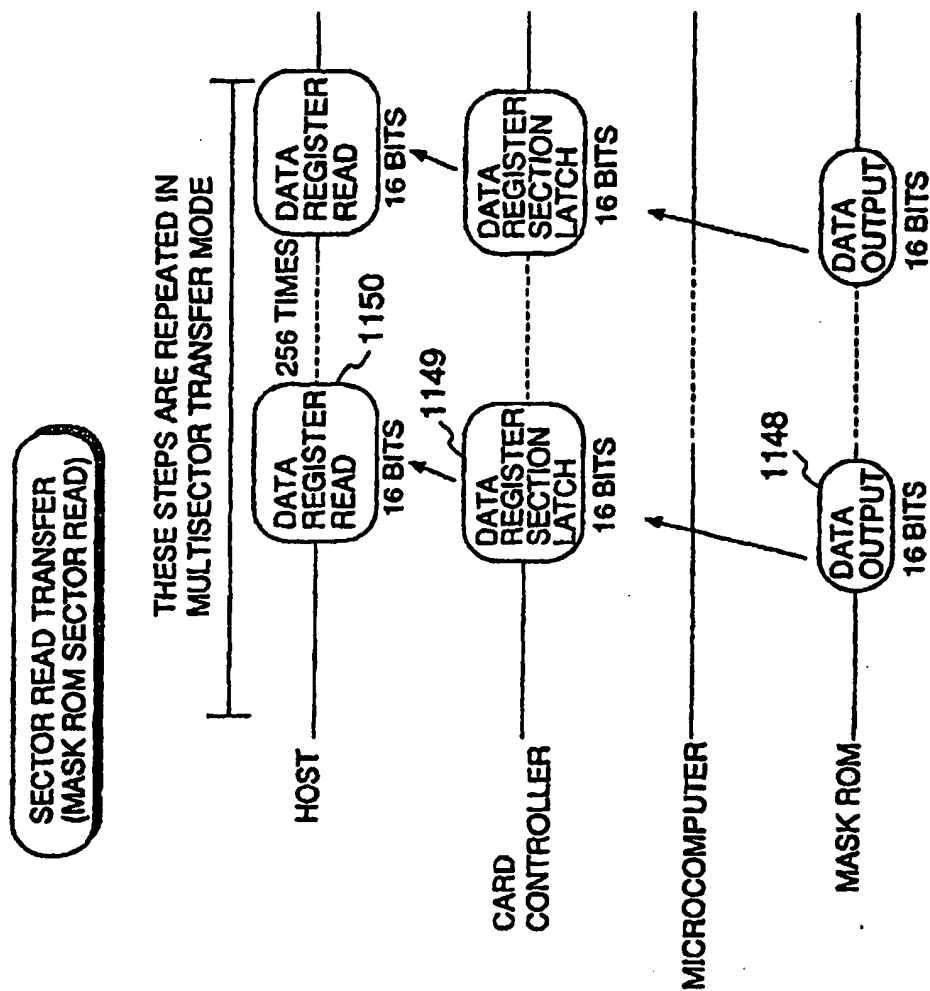 SECTOR READ TRANSFER
(MASK ROM SECTOR READ)
THESE STEPS ARE REPEATED IN
MULTISECTOR TRANSFER MODE
HOST
DATA
REGISTER
READ
16 BITS
1150
256 TIMES
DATA
REGISTER
READ
16 BITS
CARD
CONTROLLER
DATA
REGISTER
SECTION
LATCH
16 BITS
1149
DATA
REGISTER
SECTION
LATCH
16 BITS
MICROCOMPUTER
MASK ROM
DATA
OUTPUT
16 BITS
1148
DATA
OUTPUT
16 BITS